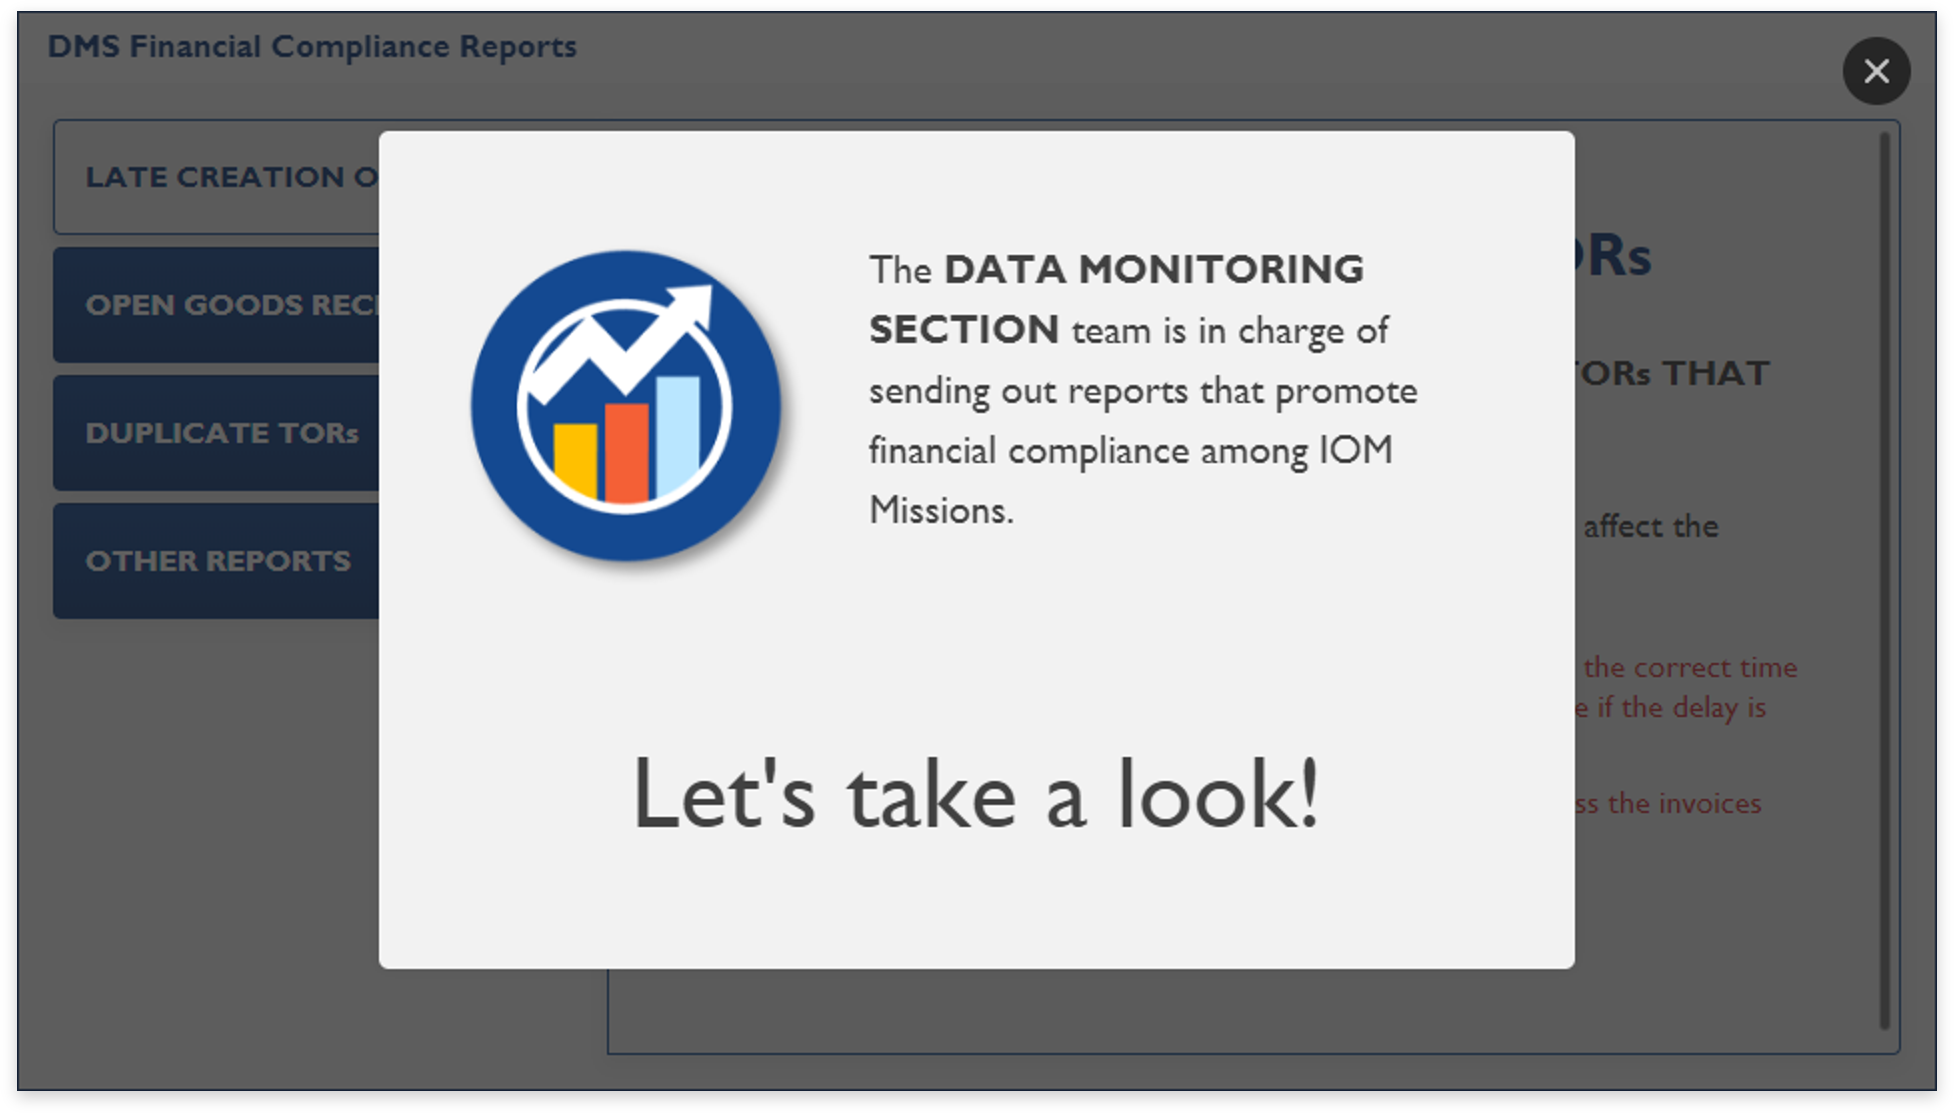 DMS Financial Compliance Reports
LATE CREATION O
OPEN GOODS
DUPLICATE TORs
OTHER REPORTS
The DATA MONITORING
SECTION team is in charge of
sending out reports that promote
financial compliance among IOM
Missions.
Let's take a look!
ORs
TORs THAT
affect the
the correct time
e if the delay is
ss the invoices